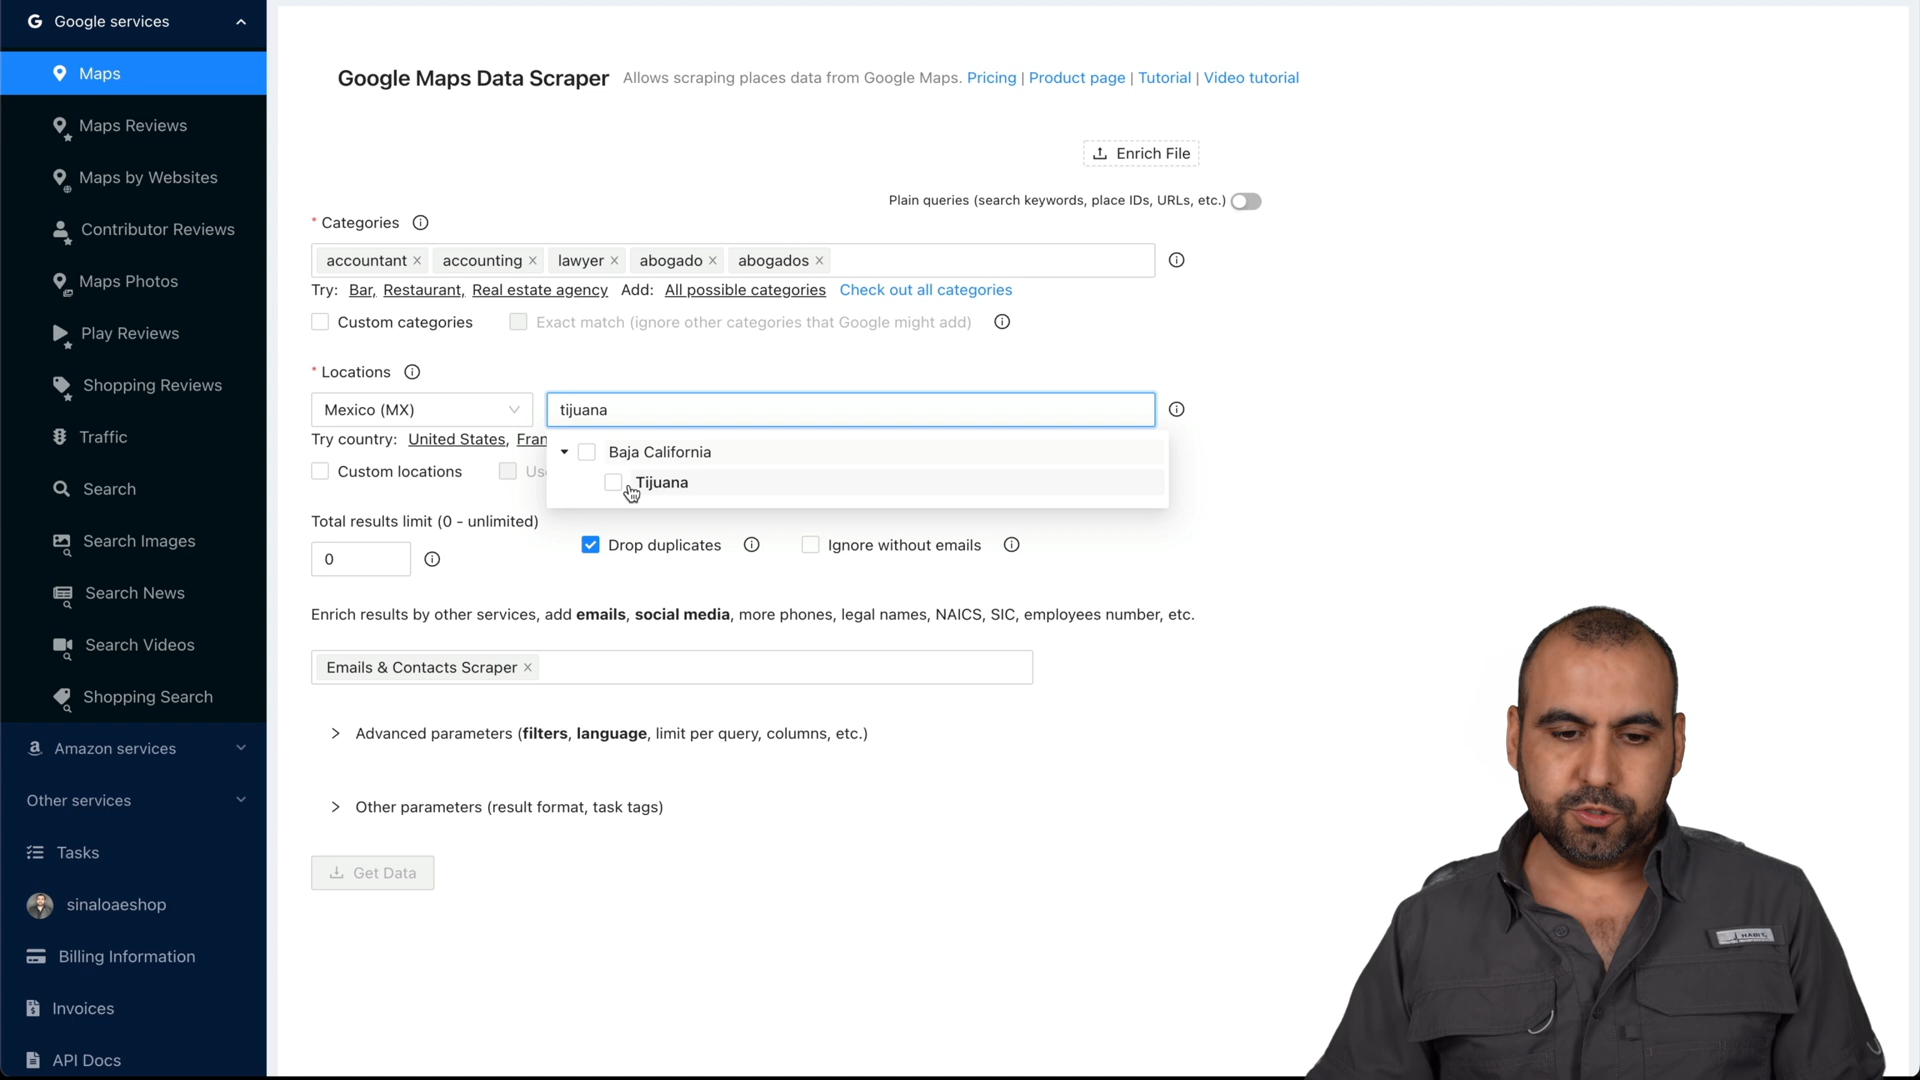 Google services
Maps
Maps Reviews
Maps by Websites
Contributor Reviews
Maps Photos
Play Reviews
Shopping Reviews
Traffic
Search
Search Images
Search News
Search Videos
Shopping Search
Amazon services
Other services
Tasks
sinaloaeshop
Billing Information
Invoices
API Docs
Google Maps Data Scraper Allows scraping places data from Google Maps. Pricing | Product page | Tutorial | Video tutorial
Enrich File
Plain queries (search keywords, place IDs, URLs, etc.)
* Categories
accountant × accounting × lawyer × abogado × abogados ×
Try: Bar, Restaurant, Real estate agency Add: All possible categories Check out all categories
Custom categories Exact match (ignore other categories that Google might add)
* Locations
Mexico (MX) tijuana
Try country: United States, Fran
Baja California
Custom locations Us
Tijuana
Total results limit (0 - unlimited)
Drop duplicates Ignore without emails
0
Enrich results by other services, add emails, social media, more phones, legal names, NAICS, SIC, employees number, etc.
Emails & Contacts Scraper ×
Advanced parameters (filters, language, limit per query, columns, etc.)
Other parameters (result format, task tags)
Get Data
HABIT